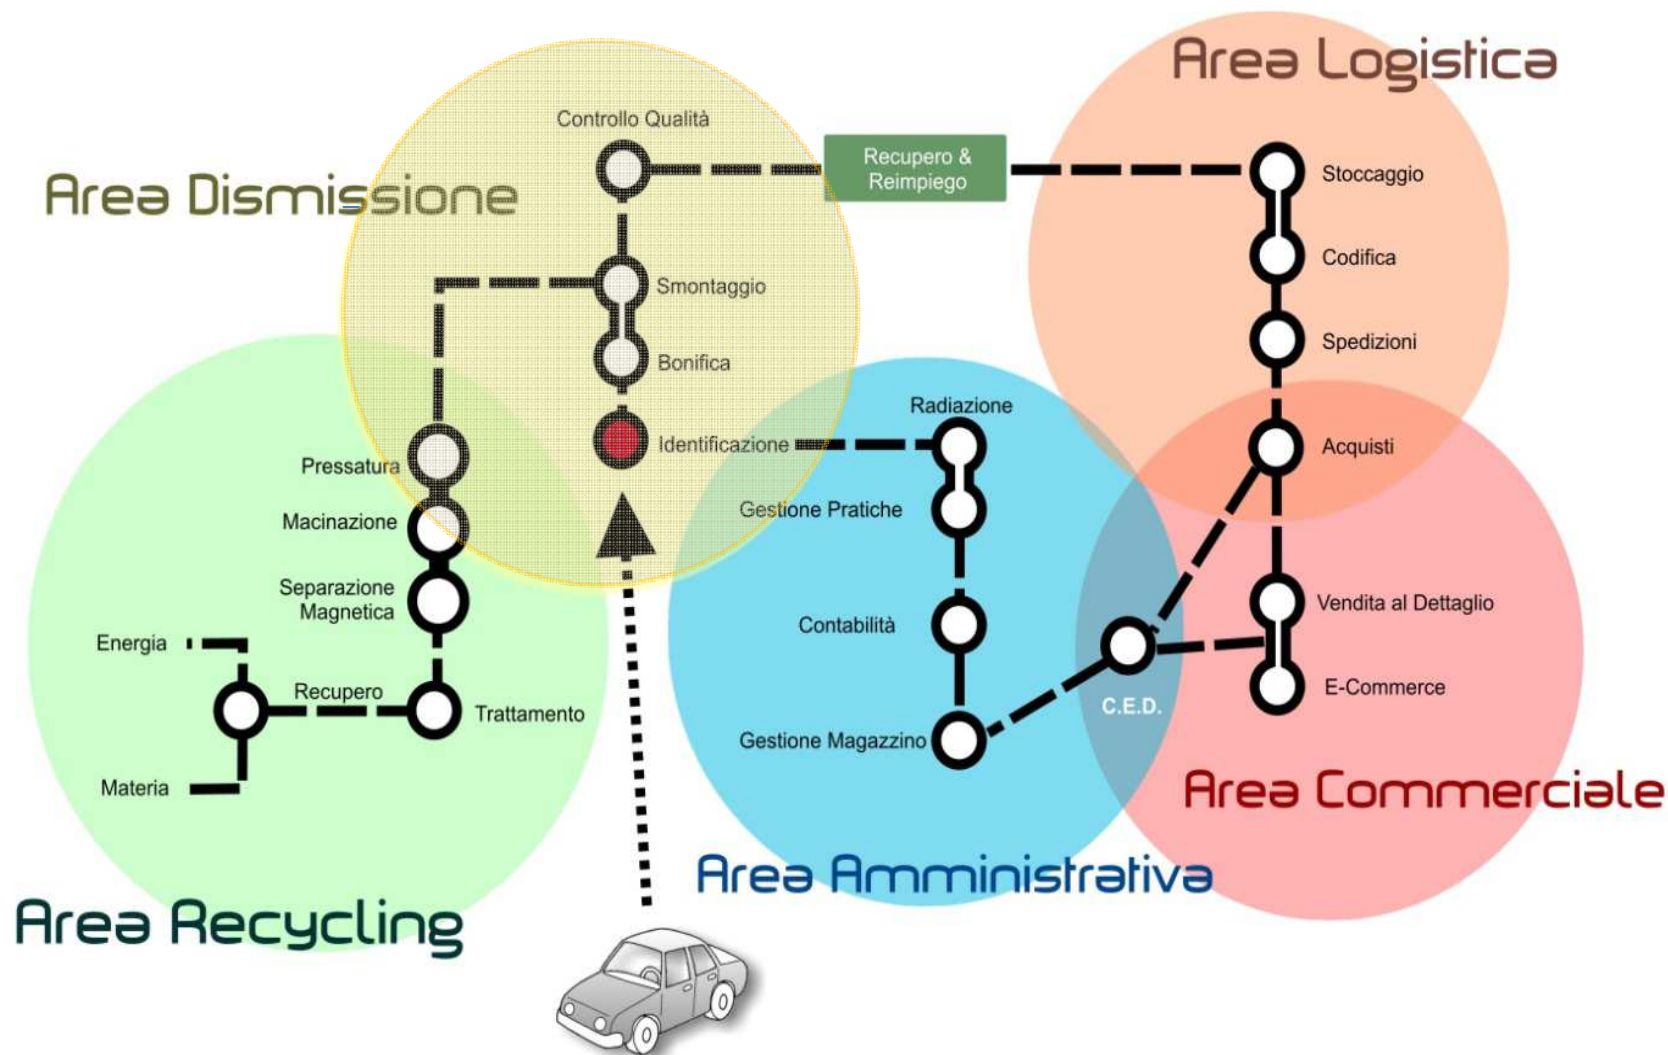 Area Logistica
Controllo Qualità
Recupero &
Reimpiego
Stoccaggio
Area Dismissione
Codifica
Smontaggio
Spedizioni
Bonifica
Radiazione
Identificazione
Acquisti
Pressatura
Gestione Pratiche
Macinazione
Separazione
Magnetica
Vendita al Dettaglio
Contabilità
Energia
Recupero
E-Commerce
C.E.D.
Trattamento
Gestione Magazzino
Materia
Area Commerciale
Area Amministrativa
Area Recycling